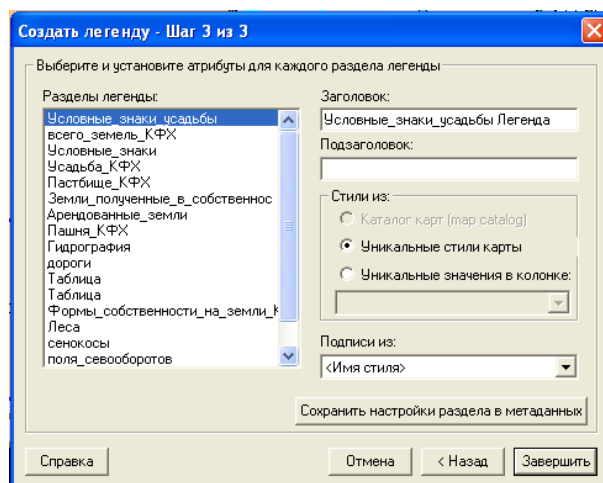 Создать легенду - Шаг 3 из 3
Выберите и установите атрибуты для каждого раздела легенды
Разделы легенды:
Условные_знаки_усадьбы
всего_земель_КФХ
Условные_знаки
Усадьба_КФХ
Пастбище_КФХ
Земли_полученные_в_собственнос
Арендованные_земли
Пашня_КФХ
Гидрография
дороги
Таблица
Таблица
Формы_собственности_на_земли_К
Леса
сенокосы
поля_севооборотов
Заголовок:
Условные_знаки_усадьбы Легенда
Подзаголовок:
Стили из:
Каталог карт (map catalog)
Уникальные стили карты
Уникальные значения в колонке:
Подписи из:
<Имя стиля>
Сохранить настройки раздела в метаданных
Справка
Отмена
< Назад
Завершить